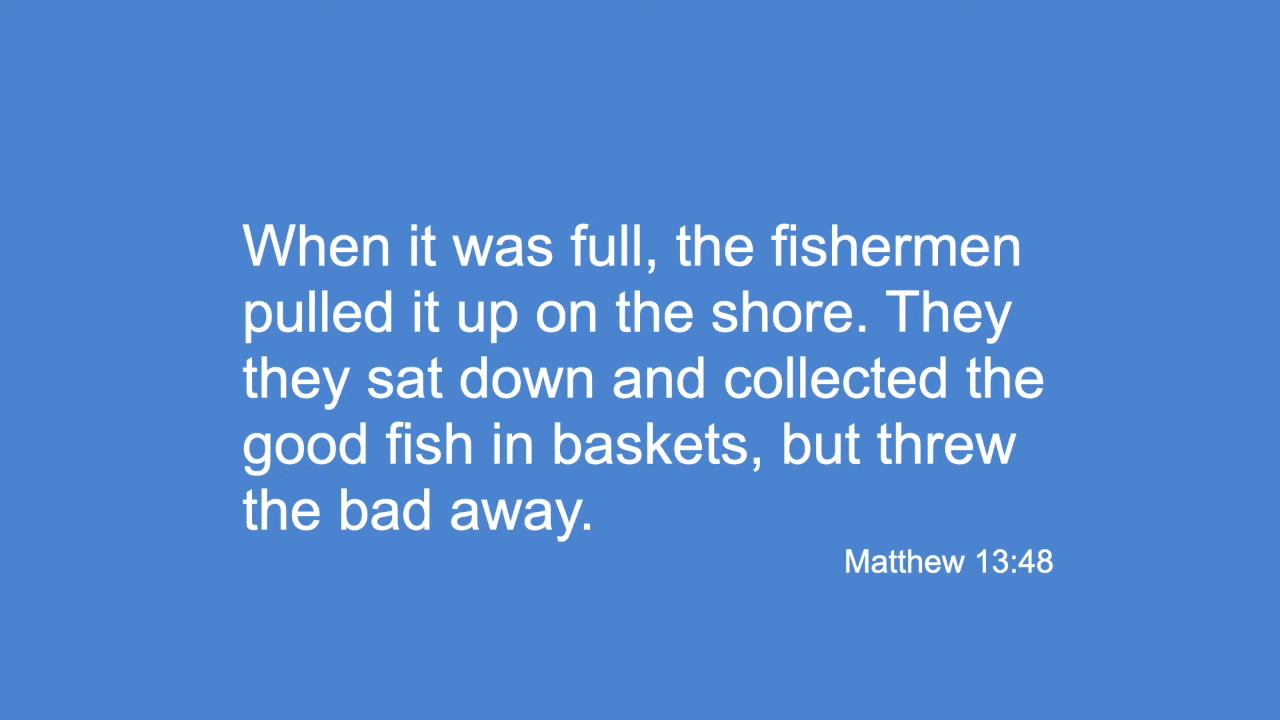 When it was full, the fishermen
pulled it up on the shore. They
they sat down and collected the
good fish in baskets, but threw
the bad away.
Matthew 13:48